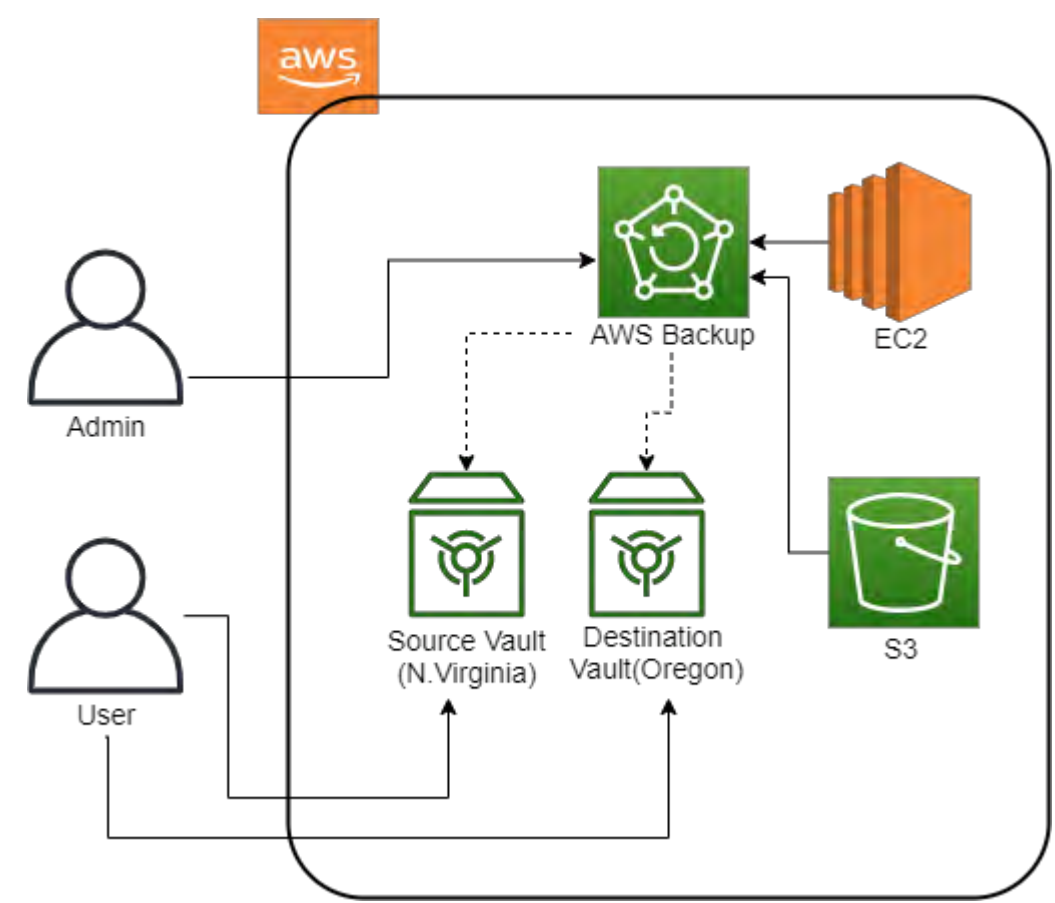 aws
AWS Backup
EC2
Admin
Source Vault
(N.Virginia)
Destination
Vault(Oregon)
S3
User